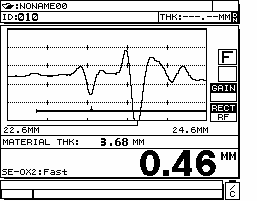 :NONAME00
ID:010 THK:---.--MM
F
GAIN
RECT
RF
22.6MM 24.6MM
MATERIAL THK: 3.68 MM
0.46 MM
SE-OX2:Fast
/C